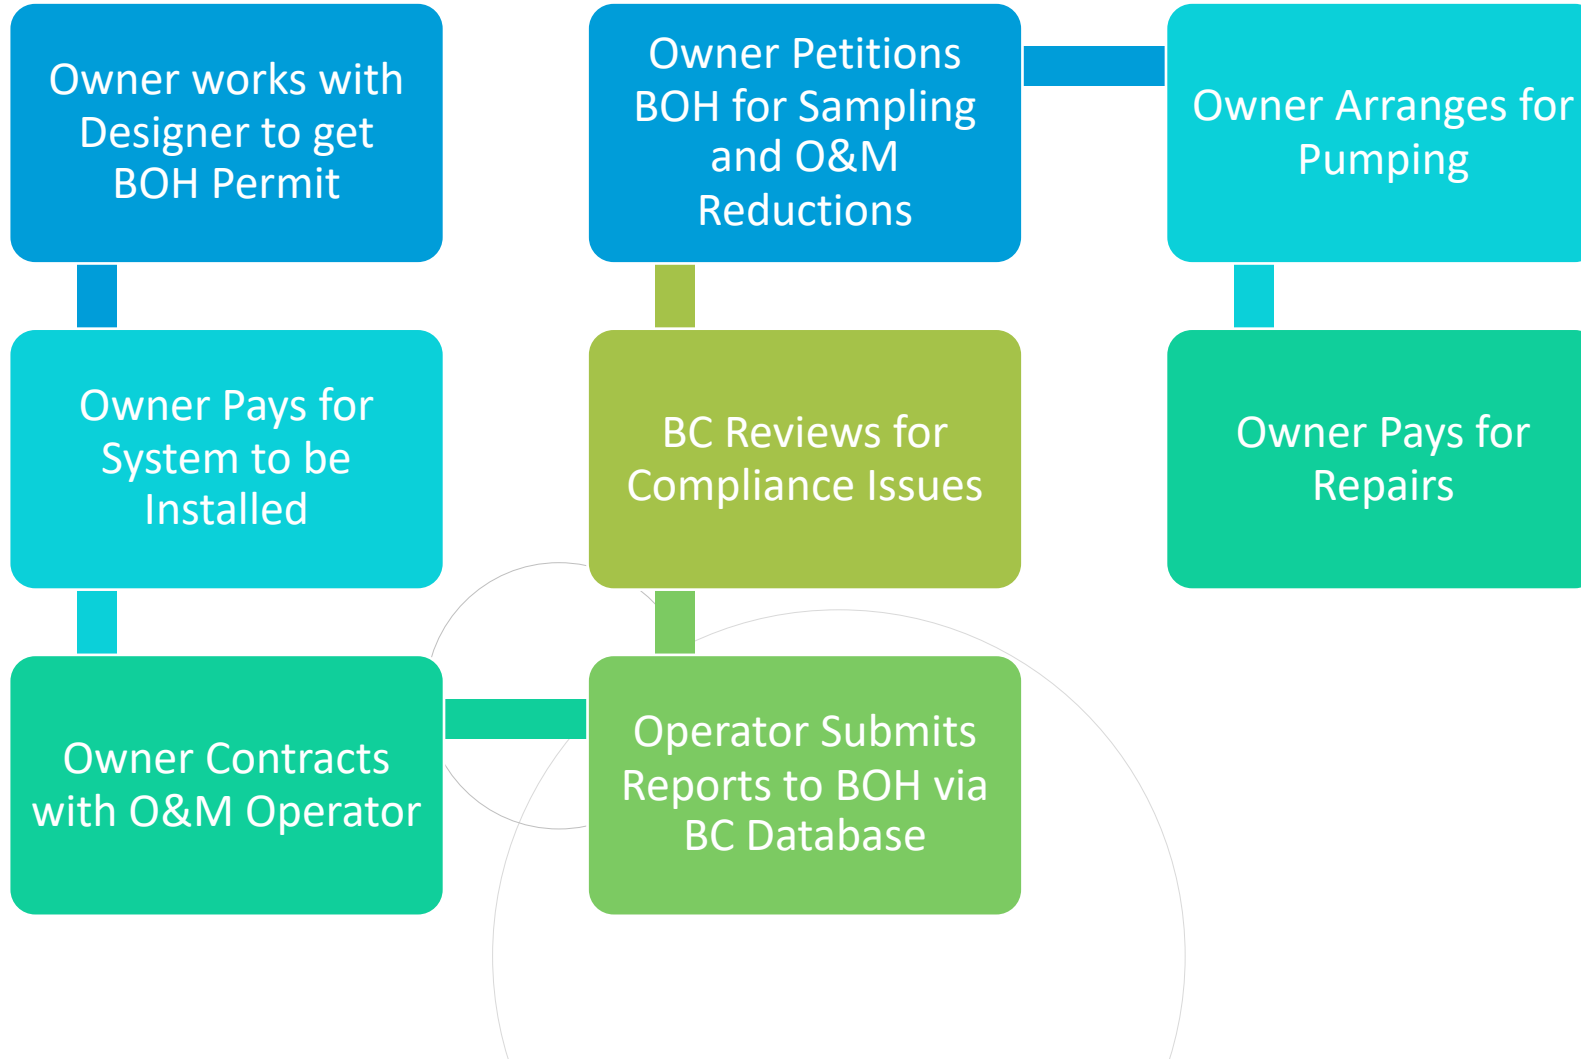 Owner works with
Designer to get
BOH Permit
Owner Pays for
System to be
Installed
Owner Contracts
with O&M Operator
Operator Submits
Reports to BOH via
BC Database
BC Reviews for
Compliance Issues
Owner Petitions
BOH for Sampling
and O&M
Reductions
Owner Arranges for
Pumping
Owner Pays for
Repairs